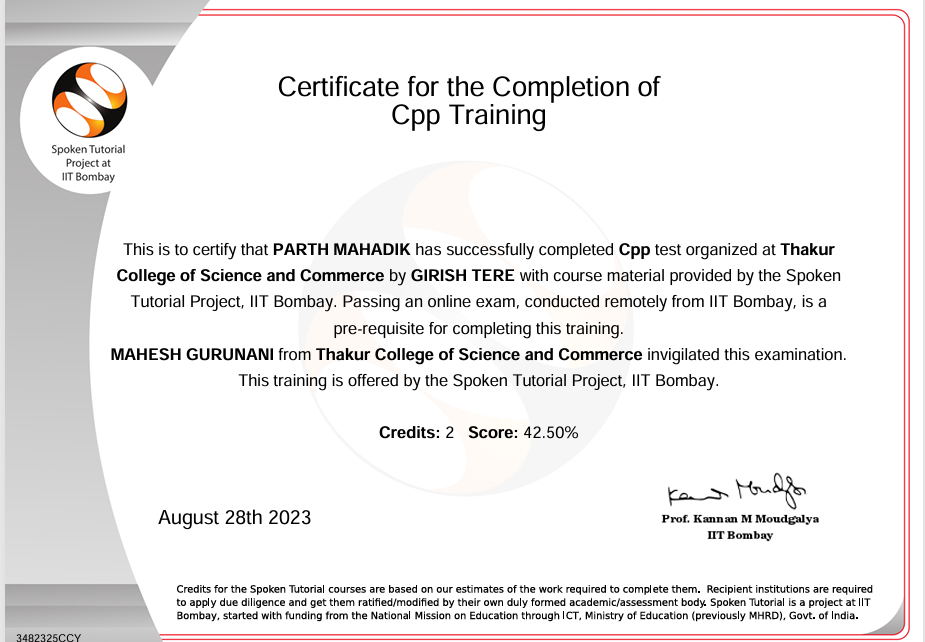 Spoken Tutorial
Project at
IIT Bombay
Certificate for the Completion of
Cpp Training
This is to certify that PARTH MAHADIK has successfully completed Cpp test organized at Thakur
College of Science and Commerce by GIRISH TERE with course material provided by the Spoken
Tutorial Project, IIT Bombay. Passing an online exam, conducted remotely from IIT Bombay, is a
pre-requisite for completing this training.
MAHESH GURUNANI from Thakur College of Science and Commerce invigilated this examination.
This training is offered by the Spoken Tutorial Project, IIT Bombay.
Credits: 2 Score: 42.50%
August 28th 2023
Prof. Kannan M Moudgalya
IIT Bombay
Credits for the Spoken Tutorial courses are based on our estimates of the work required to complete them. Recipient institutions are required
to apply due diligence and get them ratified/modified by their own duly formed academic/assessment body. Spoken Tutorial is a project at IIT
Bombay, started with funding from the National Mission on Education through ICT, Ministry of Education (previously MHRD), Govt. of India.
3482325CCY